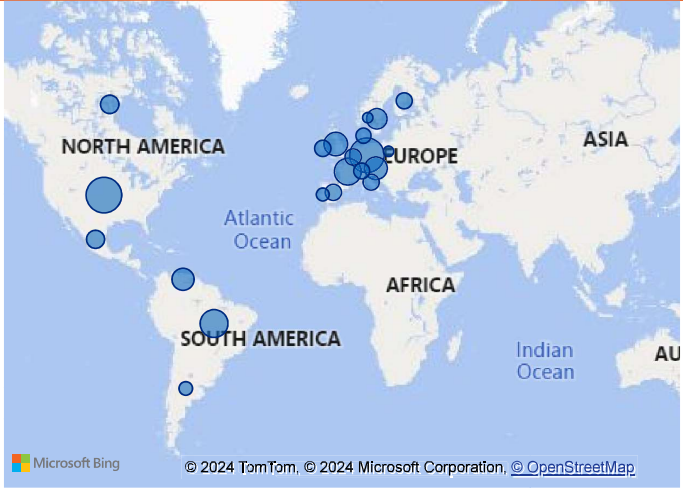 NORTH AMERICA
EUROPE
ASIA
Atlantic
Ocean
AFRICA
SOUTH AMERICA
Indian
Ocean
AU
Microsoft Bing
© 2024 TomTom, © 2024 Microsoft Corporation, © OpenStreetMap